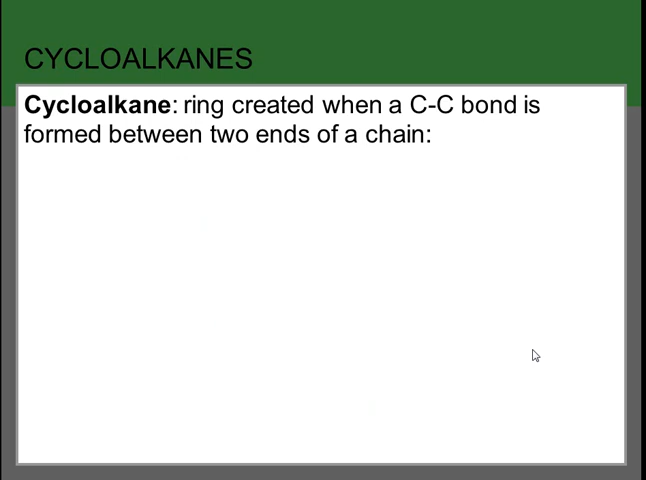 CYCLOALKANES
Cycloalkane: ring created when a C-C bond is
formed between two ends of a chain: